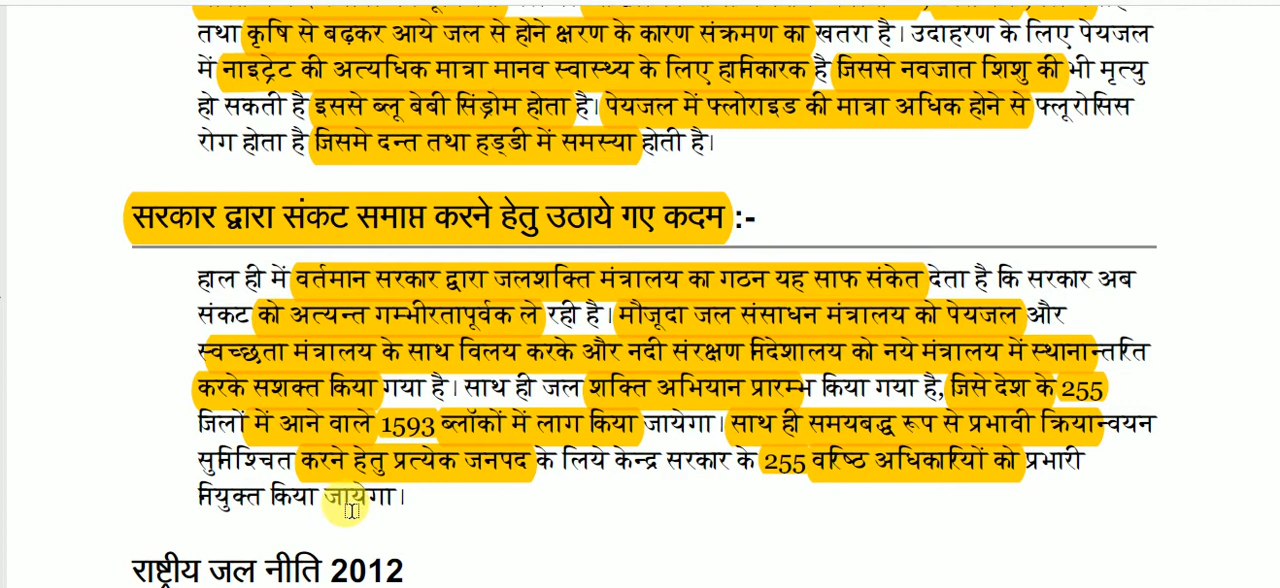 तथा कृषि से बढ़कर आये जल से होने क्षरण के कारण संक्रमण का खतरा है। उदाहरण के लिए पेयजल
में नाइट्रेट की अत्यधिक मात्रा मानव स्वास्थ्य के लिए हानिकारक है जिससे नवजात शिशु की भी मृत्यु
हो सकती है इससे ब्लू बेबी सिंड्रोम होता है। पेयजल में फ्लोराइड की मात्रा अधिक होने से फ्लूरोसिस
रोग होता है जिसमे दन्त तथा हड्डी में समस्या होती है।
सरकार द्वारा संकट समाप्त करने हेतु उठाये गए कदम :-
हाल ही में वर्तमान सरकार द्वारा जलशक्ति मंत्रालय का गठन यह साफ संकेत देता है कि सरकार अब
संकट को अत्यन्त गम्भीरतापूर्वक ले रही है। मौजूदा जल संसाधन मंत्रालय को पेयजल और
स्वच्छता मंत्रालय के साथ विलय करके और नदी संरक्षण निदेशालय को नये मंत्रालय में स्थानान्तरित
करके सशक्त किया गया है। साथ ही जल शक्ति अभियान प्रारम्भ किया गया है, जिसे देश के 255
जिलों में आने वाले 1593 ब्लॉकों में लाग किया जायेगा। साथ ही समयबद्ध रूप से प्रभावी क्रियान्वयन
सुनिश्चित करने हेतु प्रत्येक जनपद के लिये केन्द्र सरकार के 255 वरिष्ठ अधिकारियों को प्रभारी
नियुक्त किया जायेगा।
राष्ट्रीय जल नीति 2012